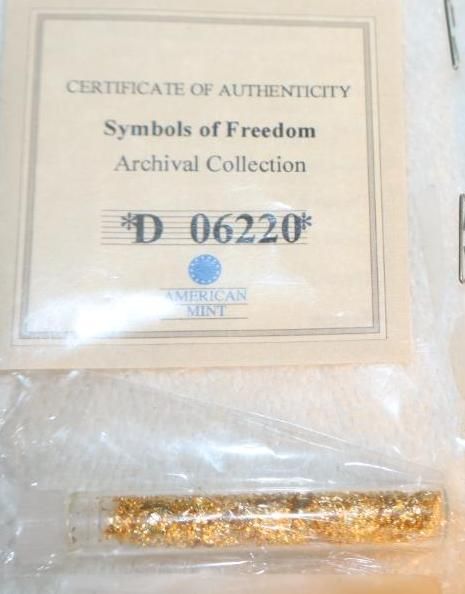 CERTIFICATE OF AUTHENTICITY
Symbols of Freedom
Archival Collection
*D 06220*
AMERICAN
MINT